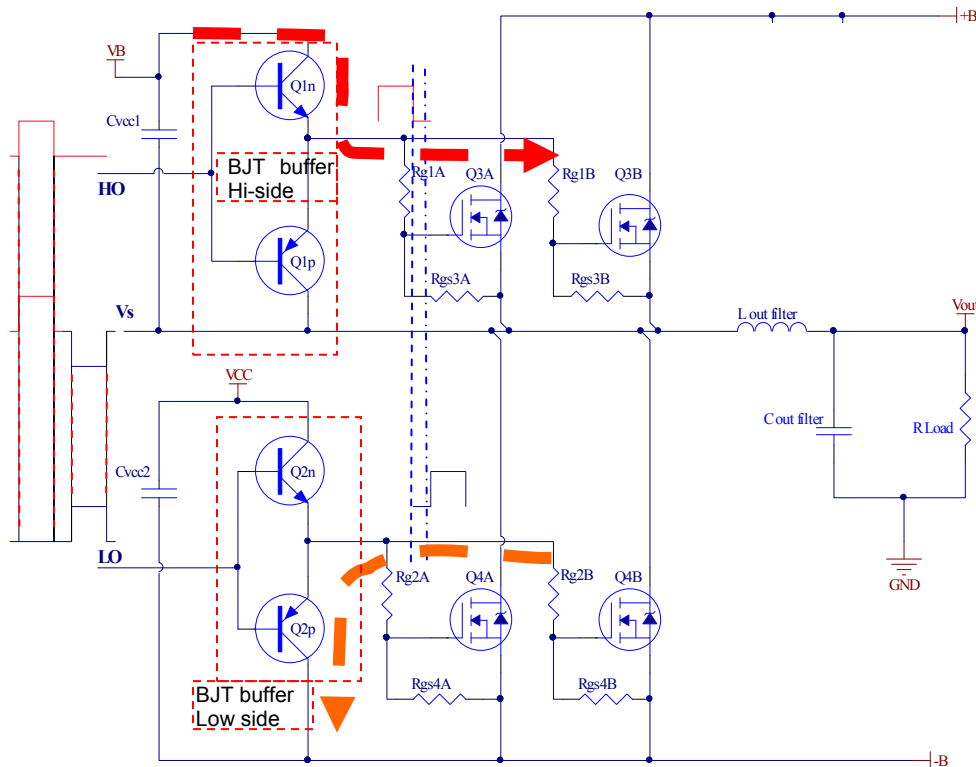 +B
VB
Q1n
Cvcc1
BJT buffer
Hi-side
HO
Rg1A
Q3A
Rg1B
Q3B
Q1p
Rgs3A
Rgs3B
Vs
L out filter
Vout
VCC
C out filter
R Load
Q2n
Cvcc2
LO
GND
Rg2A
Q4A
Rg2B
Q4B
Q2p
Rgs4A
Rgs4B
BJT buffer
Low side
-B